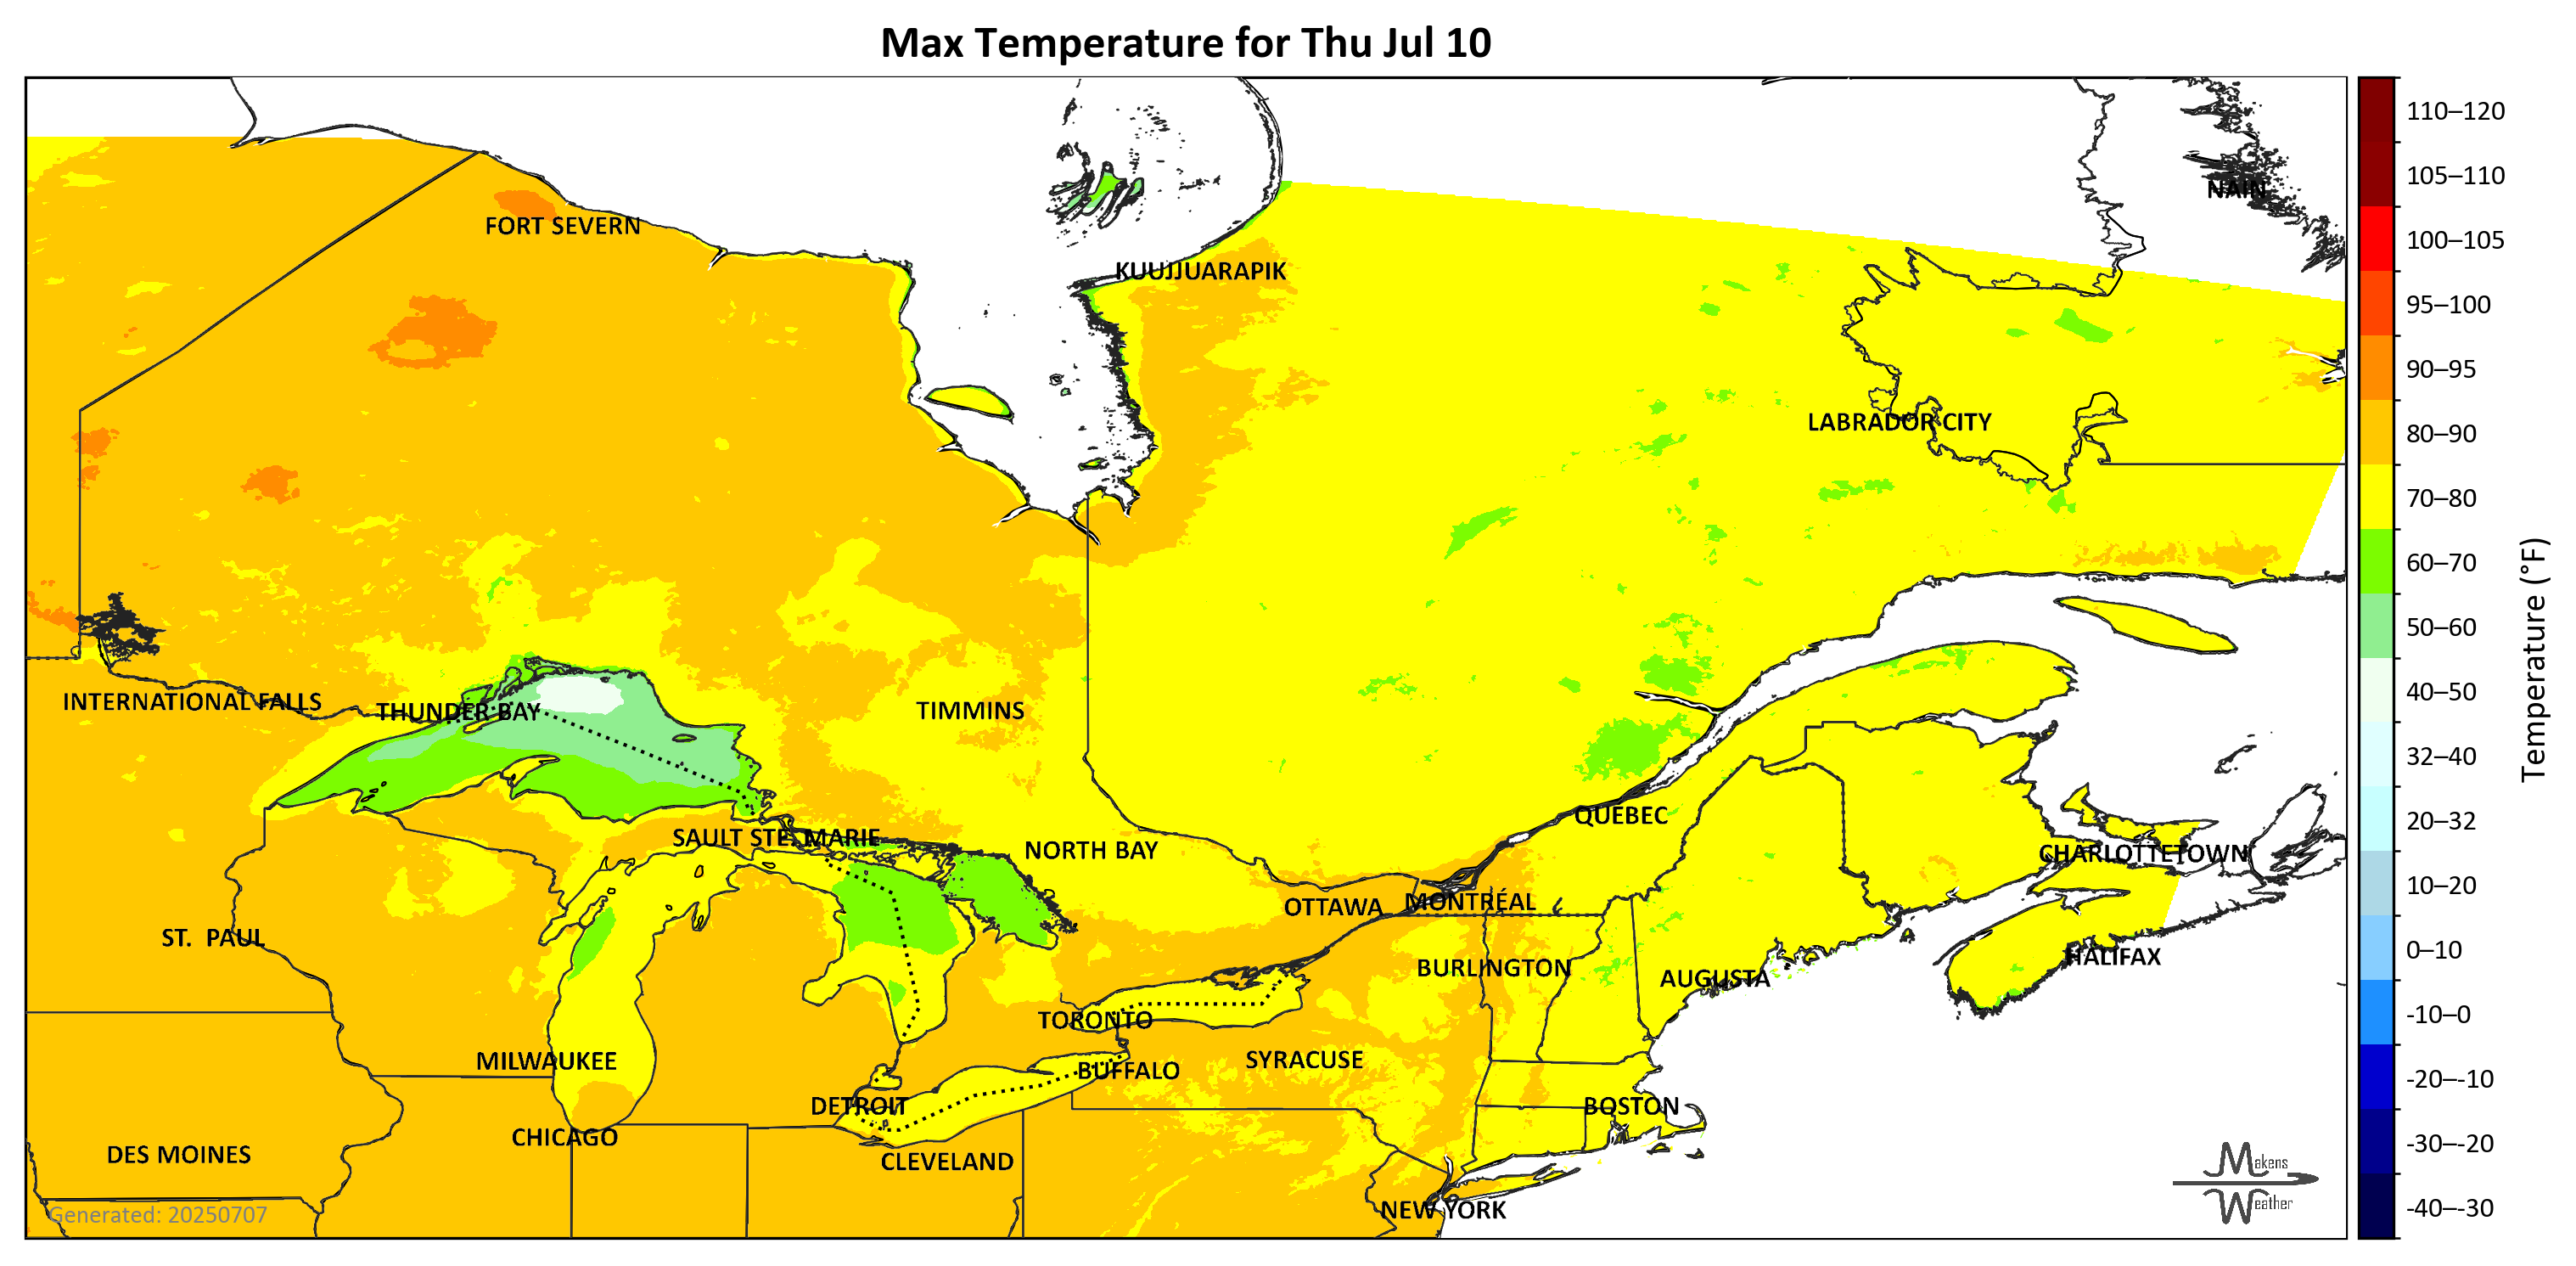 Max Temperature for Thu Jul 10
110–120
105–110
NAIN
FORT SEVERN
100–105
KUUJJUARAPIK
95–100
90–95
LABRADOR CITY
80–90
70–80
60–70
50–60
Temperature (°F)
INTERNATIONAL FALLS
THUNDER BAY
TIMMINS
40–50
32–40
QUEBEC
20–32
SAULT STE. MARIE
NORTH BAY
CHARLOTTETOWN
10–20
OTTAWA
MONTRÉAL
ST. PAUL
0–10
BURLINGTON
AUGUSTA
HALIFAX
TORONTO
-10–0
MILWAUKEE
BUFFALO
SYRACUSE
-20–-10
DETROIT
BOSTON
CHICAGO
DES MOINES
CLEVELAND
-30–-20
Makens
Weather
Generated: 20250707
NEW YORK
-40–-30